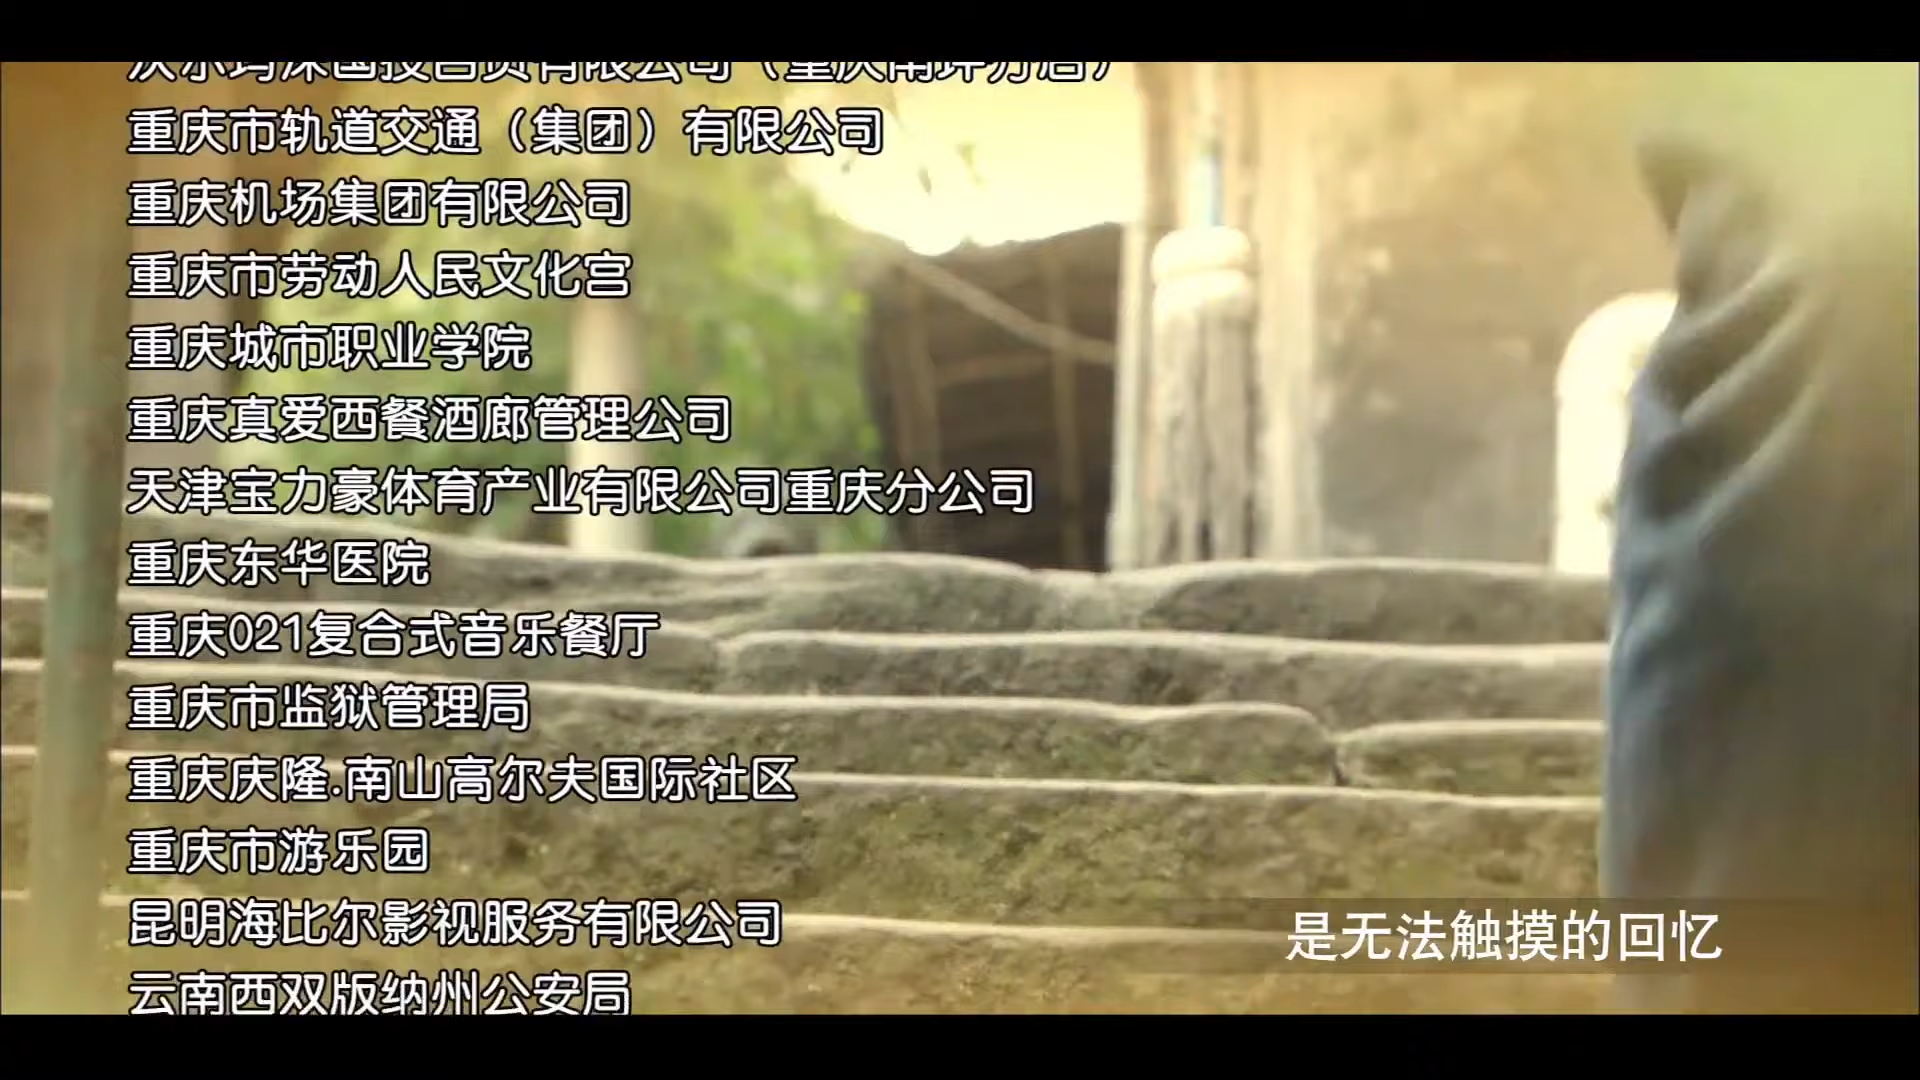 重庆市轨道交通（集团）有限公司
重庆机场集团有限公司
重庆市劳动人民文化宫
重庆城市职业学院
重庆真爱西餐酒廊管理公司
天津宝力豪体育产业有限公司重庆分公司
重庆东华医院
重庆021复合式音乐餐厅
重庆市监狱管理局
重庆庆隆.南山高尔夫国际社区
重庆市游乐园
昆明海比尔影视服务有限公司
云南西双版纳州公安局
是无法触摸的回忆